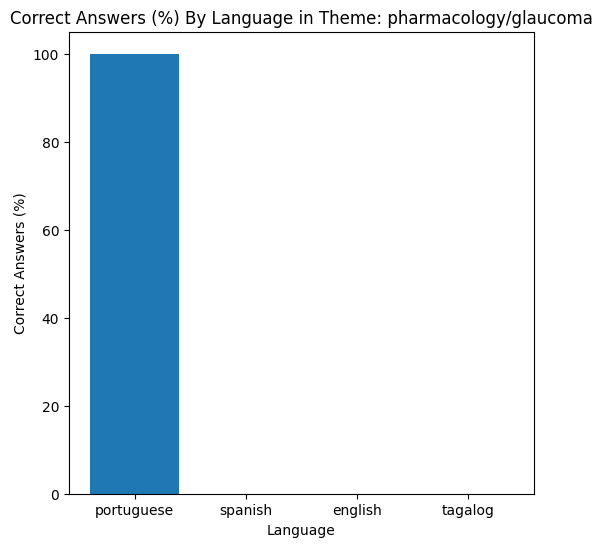 Correct Answers (%) By Language in Theme: pharmacology/glaucoma
100
80
60
40
20
0
Correct Answers (%)
portuguese spanish english tagalog
Language